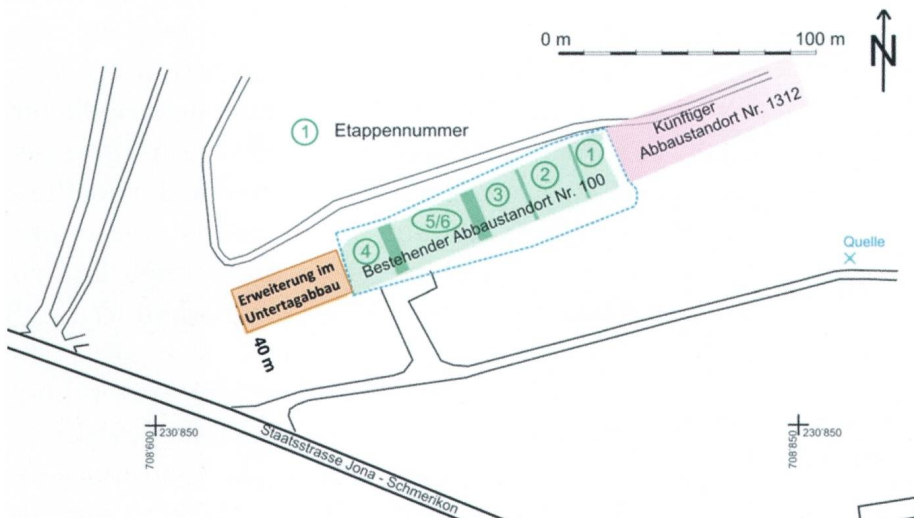 0 m 100 m
N
1 Etappennummer
Künftiger
Abbaustandort Nr. 1312
1
2
3
5/6
4
Bestehender Abbaustandort Nr. 100
Quelle
Erweiterung im
Untertagabbau
40 m
Staatsstrasse Jona - Schmerikon
230'850
708'600
230'850
708'850